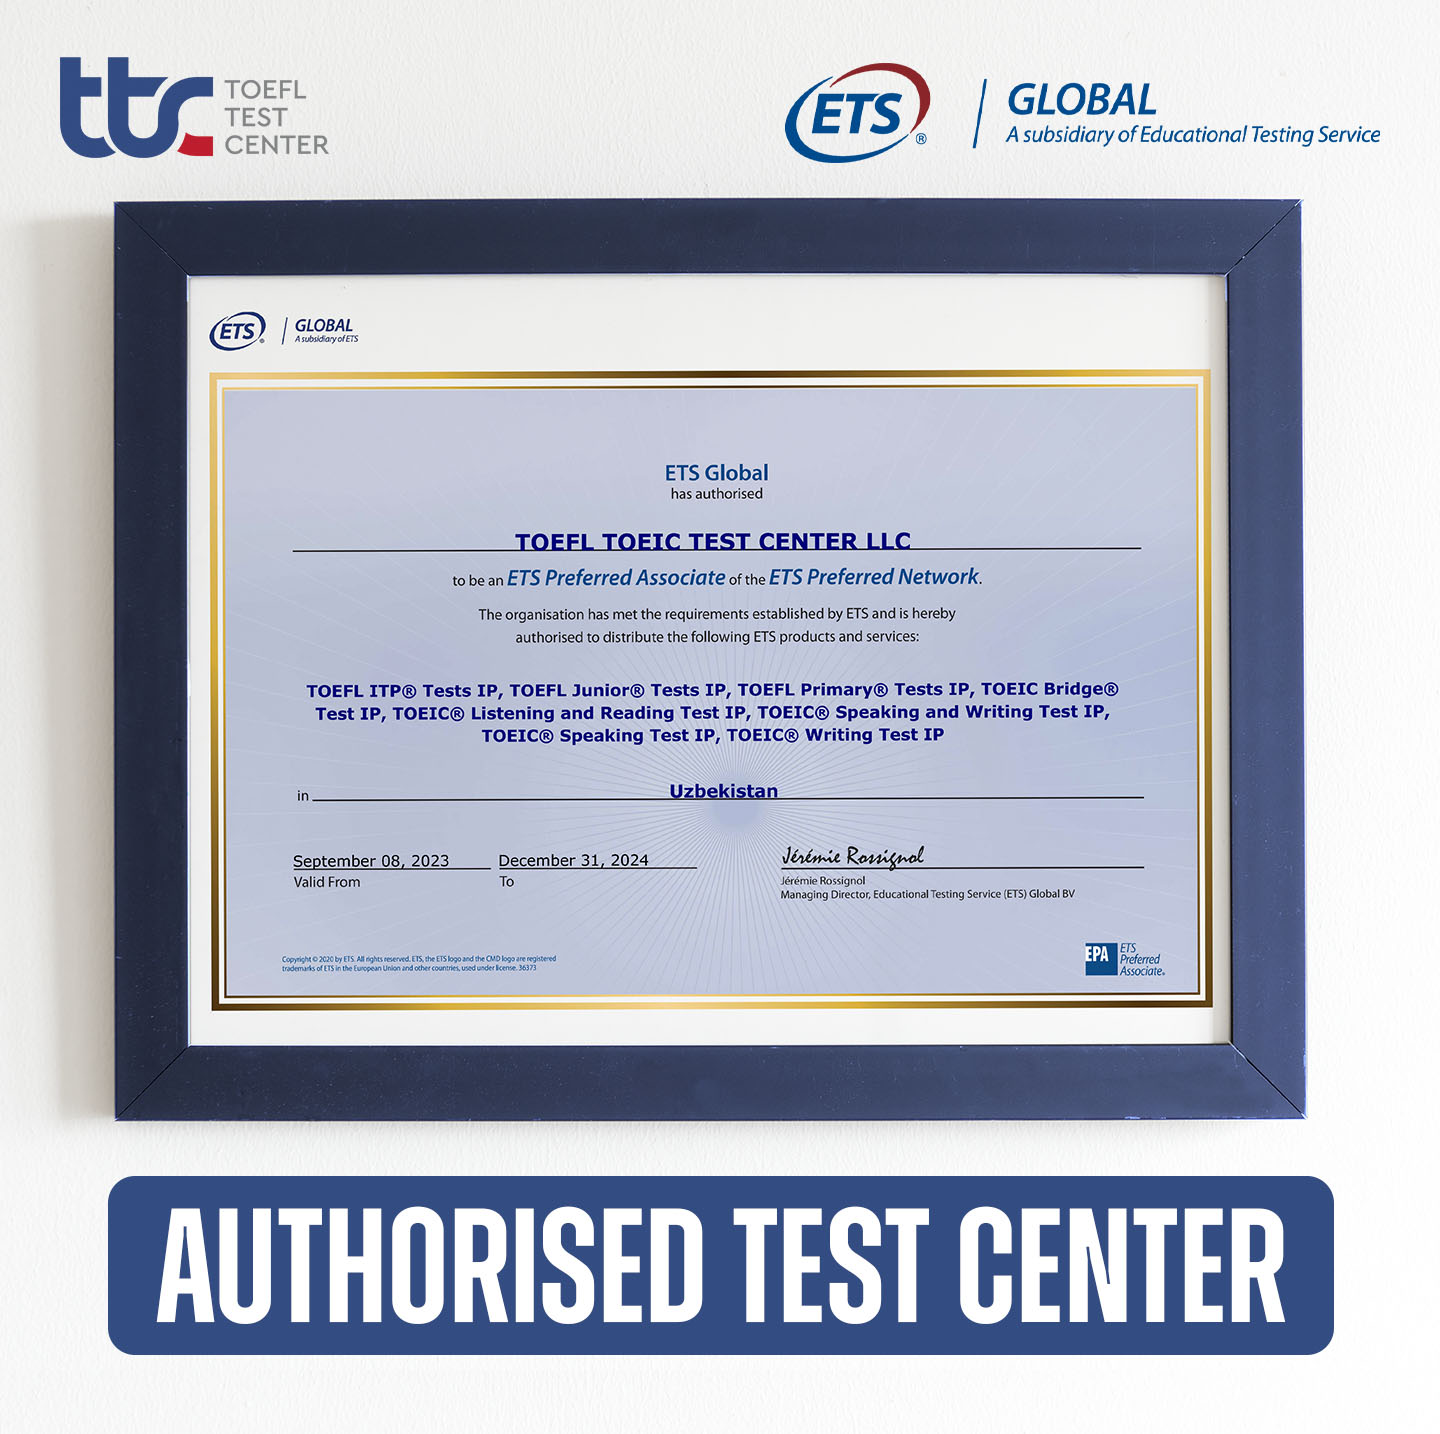 ttc TOEFL
TEST
CENTER
ETS® GLOBAL
A subsidiary of Educational Testing Service
ETS® GLOBAL
A subsidiary of ETS
ETS Global
has authorised
TOEFL TOEIC TEST CENTER LLC
to be an ETS Preferred Associate of the ETS Preferred Network.
The organisation has met the requirements established by ETS and is hereby
authorised to distribute the following ETS products and services:
TOEFL ITP® Tests IP, TOEFL Junior® Tests IP, TOEFL Primary® Tests IP, TOEIC Bridge®
Test IP, TOEIC® Listening and Reading Test IP, TOEIC® Speaking and Writing Test IP,
TOEIC® Speaking Test IP, TOEIC® Writing Test IP
in Uzbekistan
September 08, 2023 December 31, 2024 Jérémie Rossignol
Valid From To Jérémie Rossignol
Managing Director, Educational Testing Service (ETS) Global BV
Copyright © 2020 by ETS. All rights reserved. ETS, the ETS logo and the CMD logo are registered
trademarks of ETS in the European Union and other countries, used under license. 36373
EPA ETS
Preferred
Associate®
AUTHORISED TEST CENTER